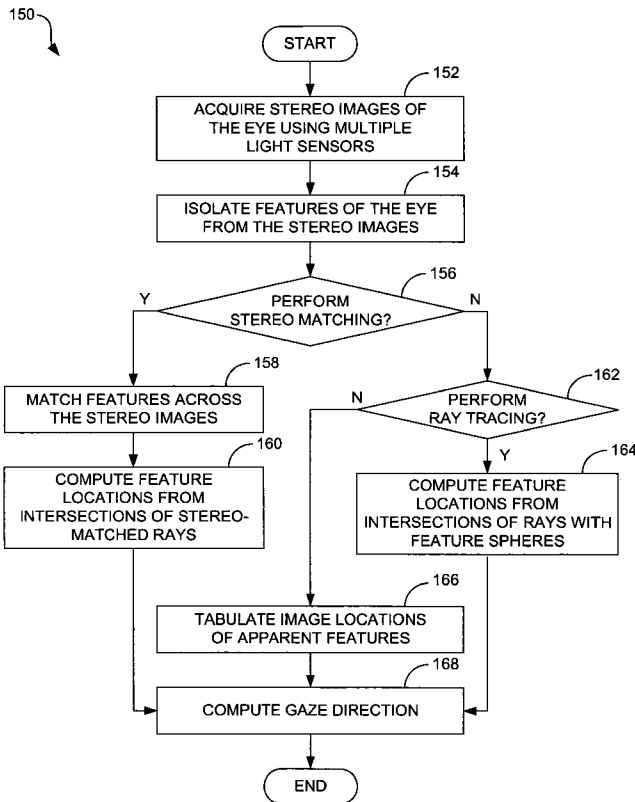 150
START
152
ACQUIRE STEREO IMAGES OF
THE EYE USING MULTIPLE
LIGHT SENSORS
154
ISOLATE FEATURES OF THE EYE
FROM THE STEREO IMAGES
156
Y
PERFORM
STEREO MATCHING?
N
158
MATCH FEATURES ACROSS
THE STEREO IMAGES
160
COMPUTE FEATURE
LOCATIONS FROM
INTERSECTIONS OF STEREO-
MATCHED RAYS
162
N
PERFORM
RAY TRACING?
Y
164
COMPUTE FEATURE
LOCATIONS FROM
INTERSECTIONS OF RAYS WITH
FEATURE SPHERES
166
TABULATE IMAGE LOCATIONS
OF APPARENT FEATURES
168
COMPUTE GAZE DIRECTION
END